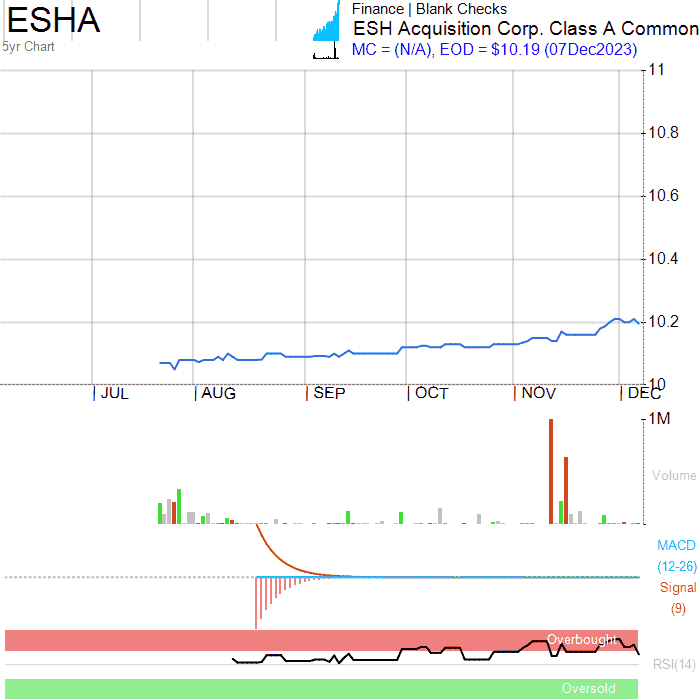 ESHA
5yr Chart
Finance | Blank Checks
ESH Acquisition Corp. Class A Common
MC = (N/A), EOD = $10.19 (07Dec2023)
11
10.8
10.6
10.4
10.2
10
JUL AUG SEP OCT NOV DEC
1M
Volume
MACD
(12-26)
Signal
(9)
Overbought
RSI(14)
Oversold